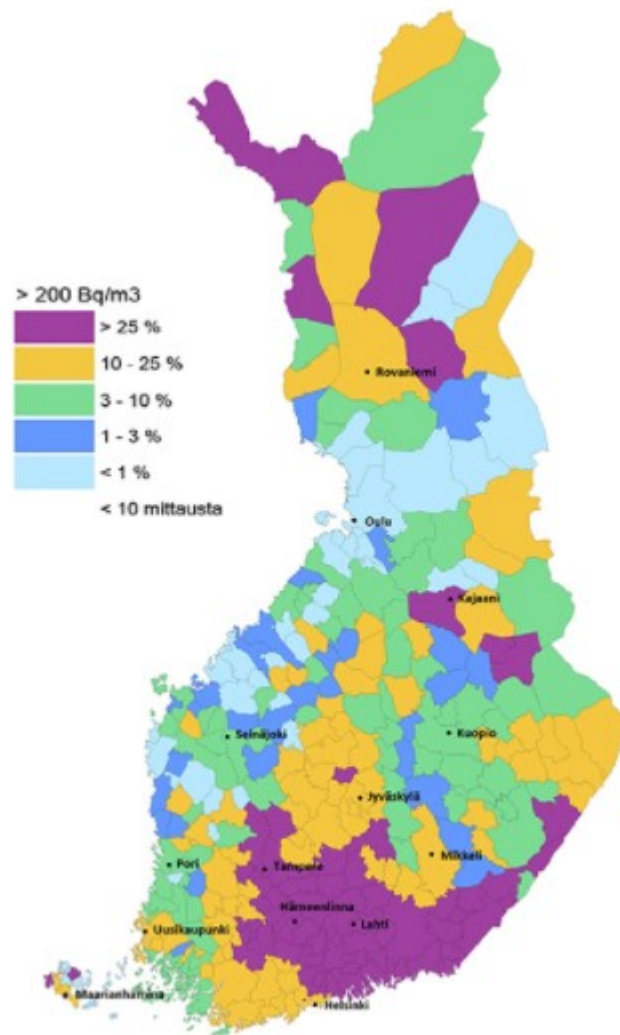 > 200 Bq/m3
> 25 %
10 - 25 %
3 - 10 %
1 - 3 %
< 1 %
< 10 mittausta
Rovaniemi
Oulu
Kajaani
Seinäjoki
Kuopio
Jyväskylä
Mikkeli
Pori
Tampere
Hämeenlinna
Lahti
Uusikaupunki
Maarianhamina
Helsinki